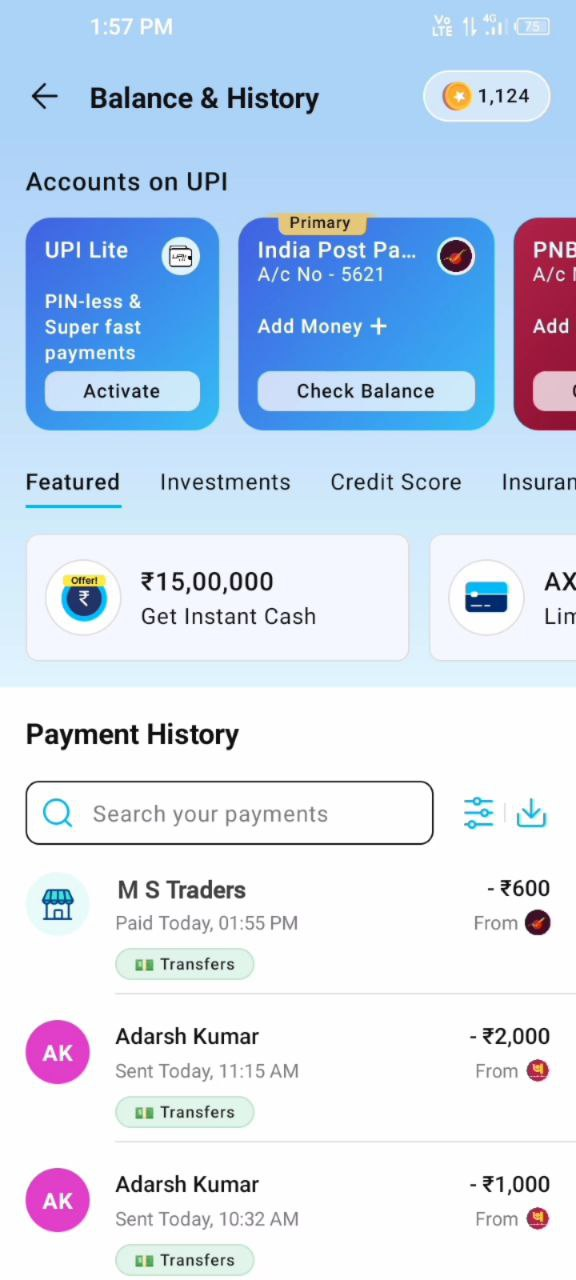 1:57 PM
Vo LTE 4G 75
Balance & History
1,124
Accounts on UPI
UPI Lite
PIN-less &
Super fast
payments
Activate
Primary
India Post Pa...
A/c No - 5621
Add Money +
Check Balance
PNB
A/c
Add
Featured
Investments
Credit Score
Insuran
Offer!
₹
₹15,00,000
Get Instant Cash
AX
Lim
Payment History
Search your payments
M S Traders
- ₹600
Paid Today, 01:55 PM
From
Transfers
AK
Adarsh Kumar
- ₹2,000
Sent Today, 11:15 AM
From
Transfers
AK
Adarsh Kumar
- ₹1,000
Sent Today, 10:32 AM
From
Transfers